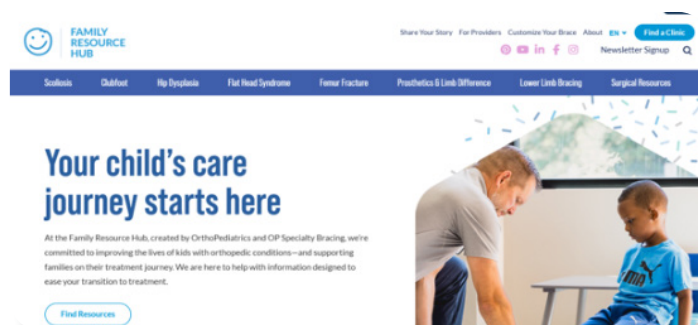 FAMILY
RESOURCE
HUB
Share Your Story For Providers Customize Your Brace About EN Find a Clinic
Newsletter Signup
Scoliosis Clubfoot Hip Dysplasia Flat Head Syndrome Femur Fracture Prosthetics & Limb Difference Lower Limb Bracing Surgical Resources
Your child's care
journey starts here
At the Family Resource Hub, created by OrthoPediatrics and OP Specialty Bracing, we're
committed to improving the lives of kids with orthopedic conditions—and supporting
families on their treatment journey. We are here to help with information designed to
ease your transition to treatment.
Find Resources
PUMA